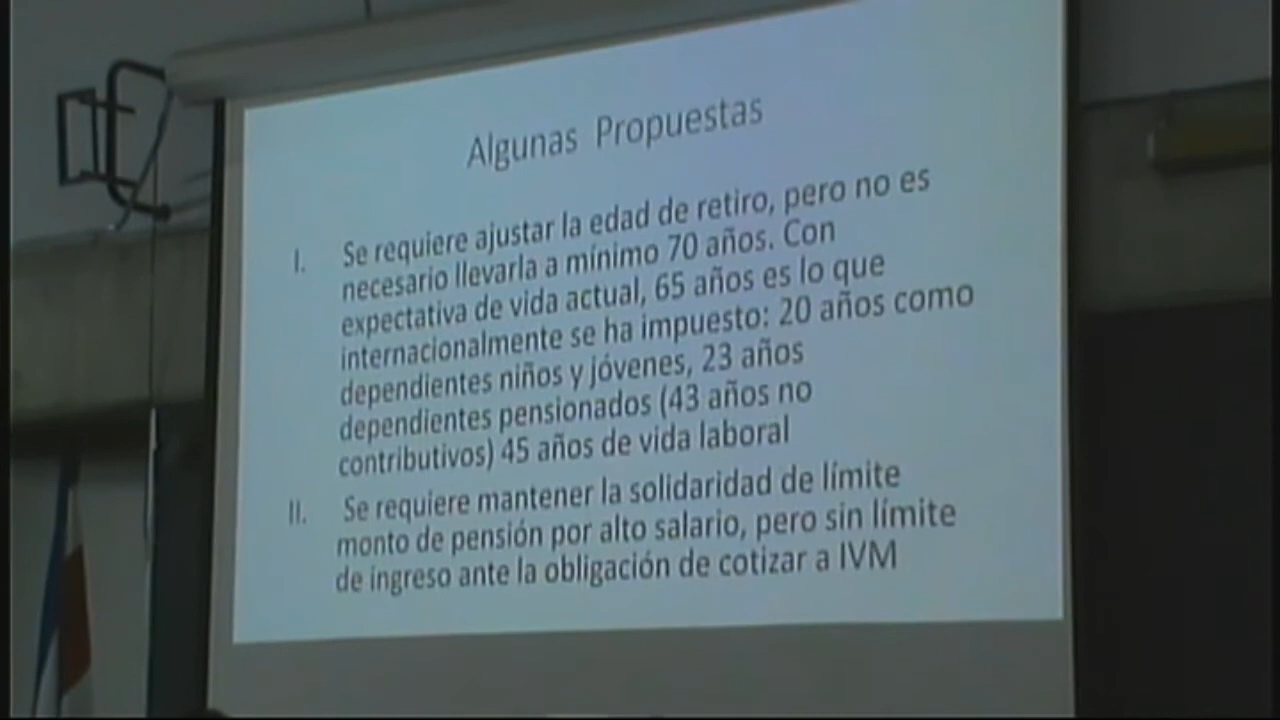 Algunas Propuestas
I. Se requiere ajustar la edad de retiro, pero no es
necesario llevarla a mínimo 70 años. Con
expectativa de vida actual, 65 años es lo que
internacionalmente se ha impuesto: 20 años como
dependientes niños y jóvenes, 23 años
dependientes pensionados (43 años no
contributivos) 45 años de vida laboral
II. Se requiere mantener la solidaridad de límite
monto de pensión por alto salario, pero sin límite
de ingreso ante la obligación de cotizar a IVM